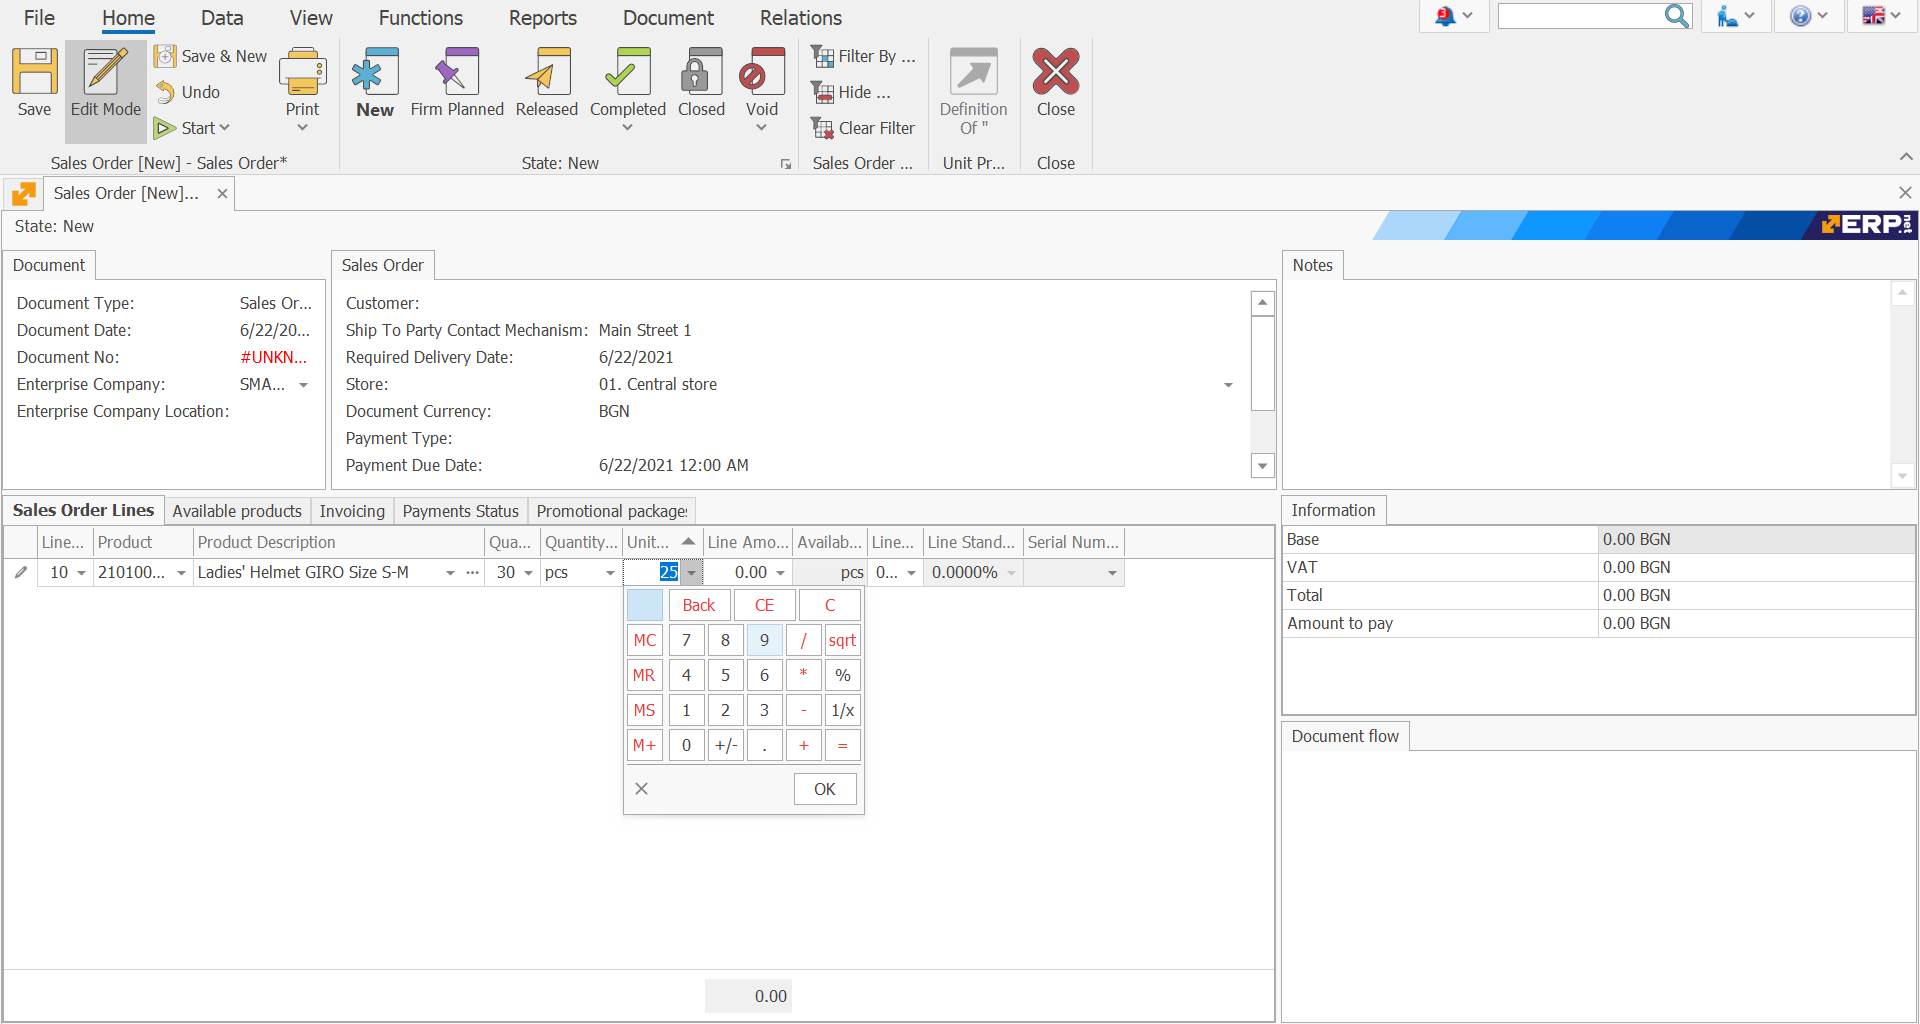 File Home Data View Functions Reports Document Relations
3
Save
Edit Mode
Save & New
Undo
Start
Print
Sales Order [New] - Sales Order*
New
Firm Planned
Released
Completed
Closed
Void
State: New
Filter By ...
Hide ...
Clear Filter
Sales Order ...
Definition
Of "
Unit Pr...
Close
Close
Sales Order [New]...
State: New
ERP.net
Document
Document Type: Sales Or...
Document Date: 6/22/20...
Document No: #UNKN...
Enterprise Company: SMA...
Enterprise Company Location:
Sales Order
Customer:
Ship To Party Contact Mechanism: Main Street 1
Required Delivery Date: 6/22/2021
Store: 01. Central store
Document Currency: BGN
Payment Type:
Payment Due Date: 6/22/2021 12:00 AM
Notes
Sales Order Lines Available products Invoicing Payments Status Promotional packages
Line... Product Product Description Qua... Quantity... Unit... Line Amo... Availab... Line... Line Stand... Serial Num...
10 210100... Ladies' Helmet GIRO Size S-M ... 30 pcs 25 0.00 pcs 0... 0.0000%
Back CE C
MC 7 8 9 / sqrt
MR 4 5 6 * %
MS 1 2 3 - 1/x
M+ 0 +/- . + =
OK
0.00
Information
Base 0.00 BGN
VAT 0.00 BGN
Total 0.00 BGN
Amount to pay 0.00 BGN
Document flow